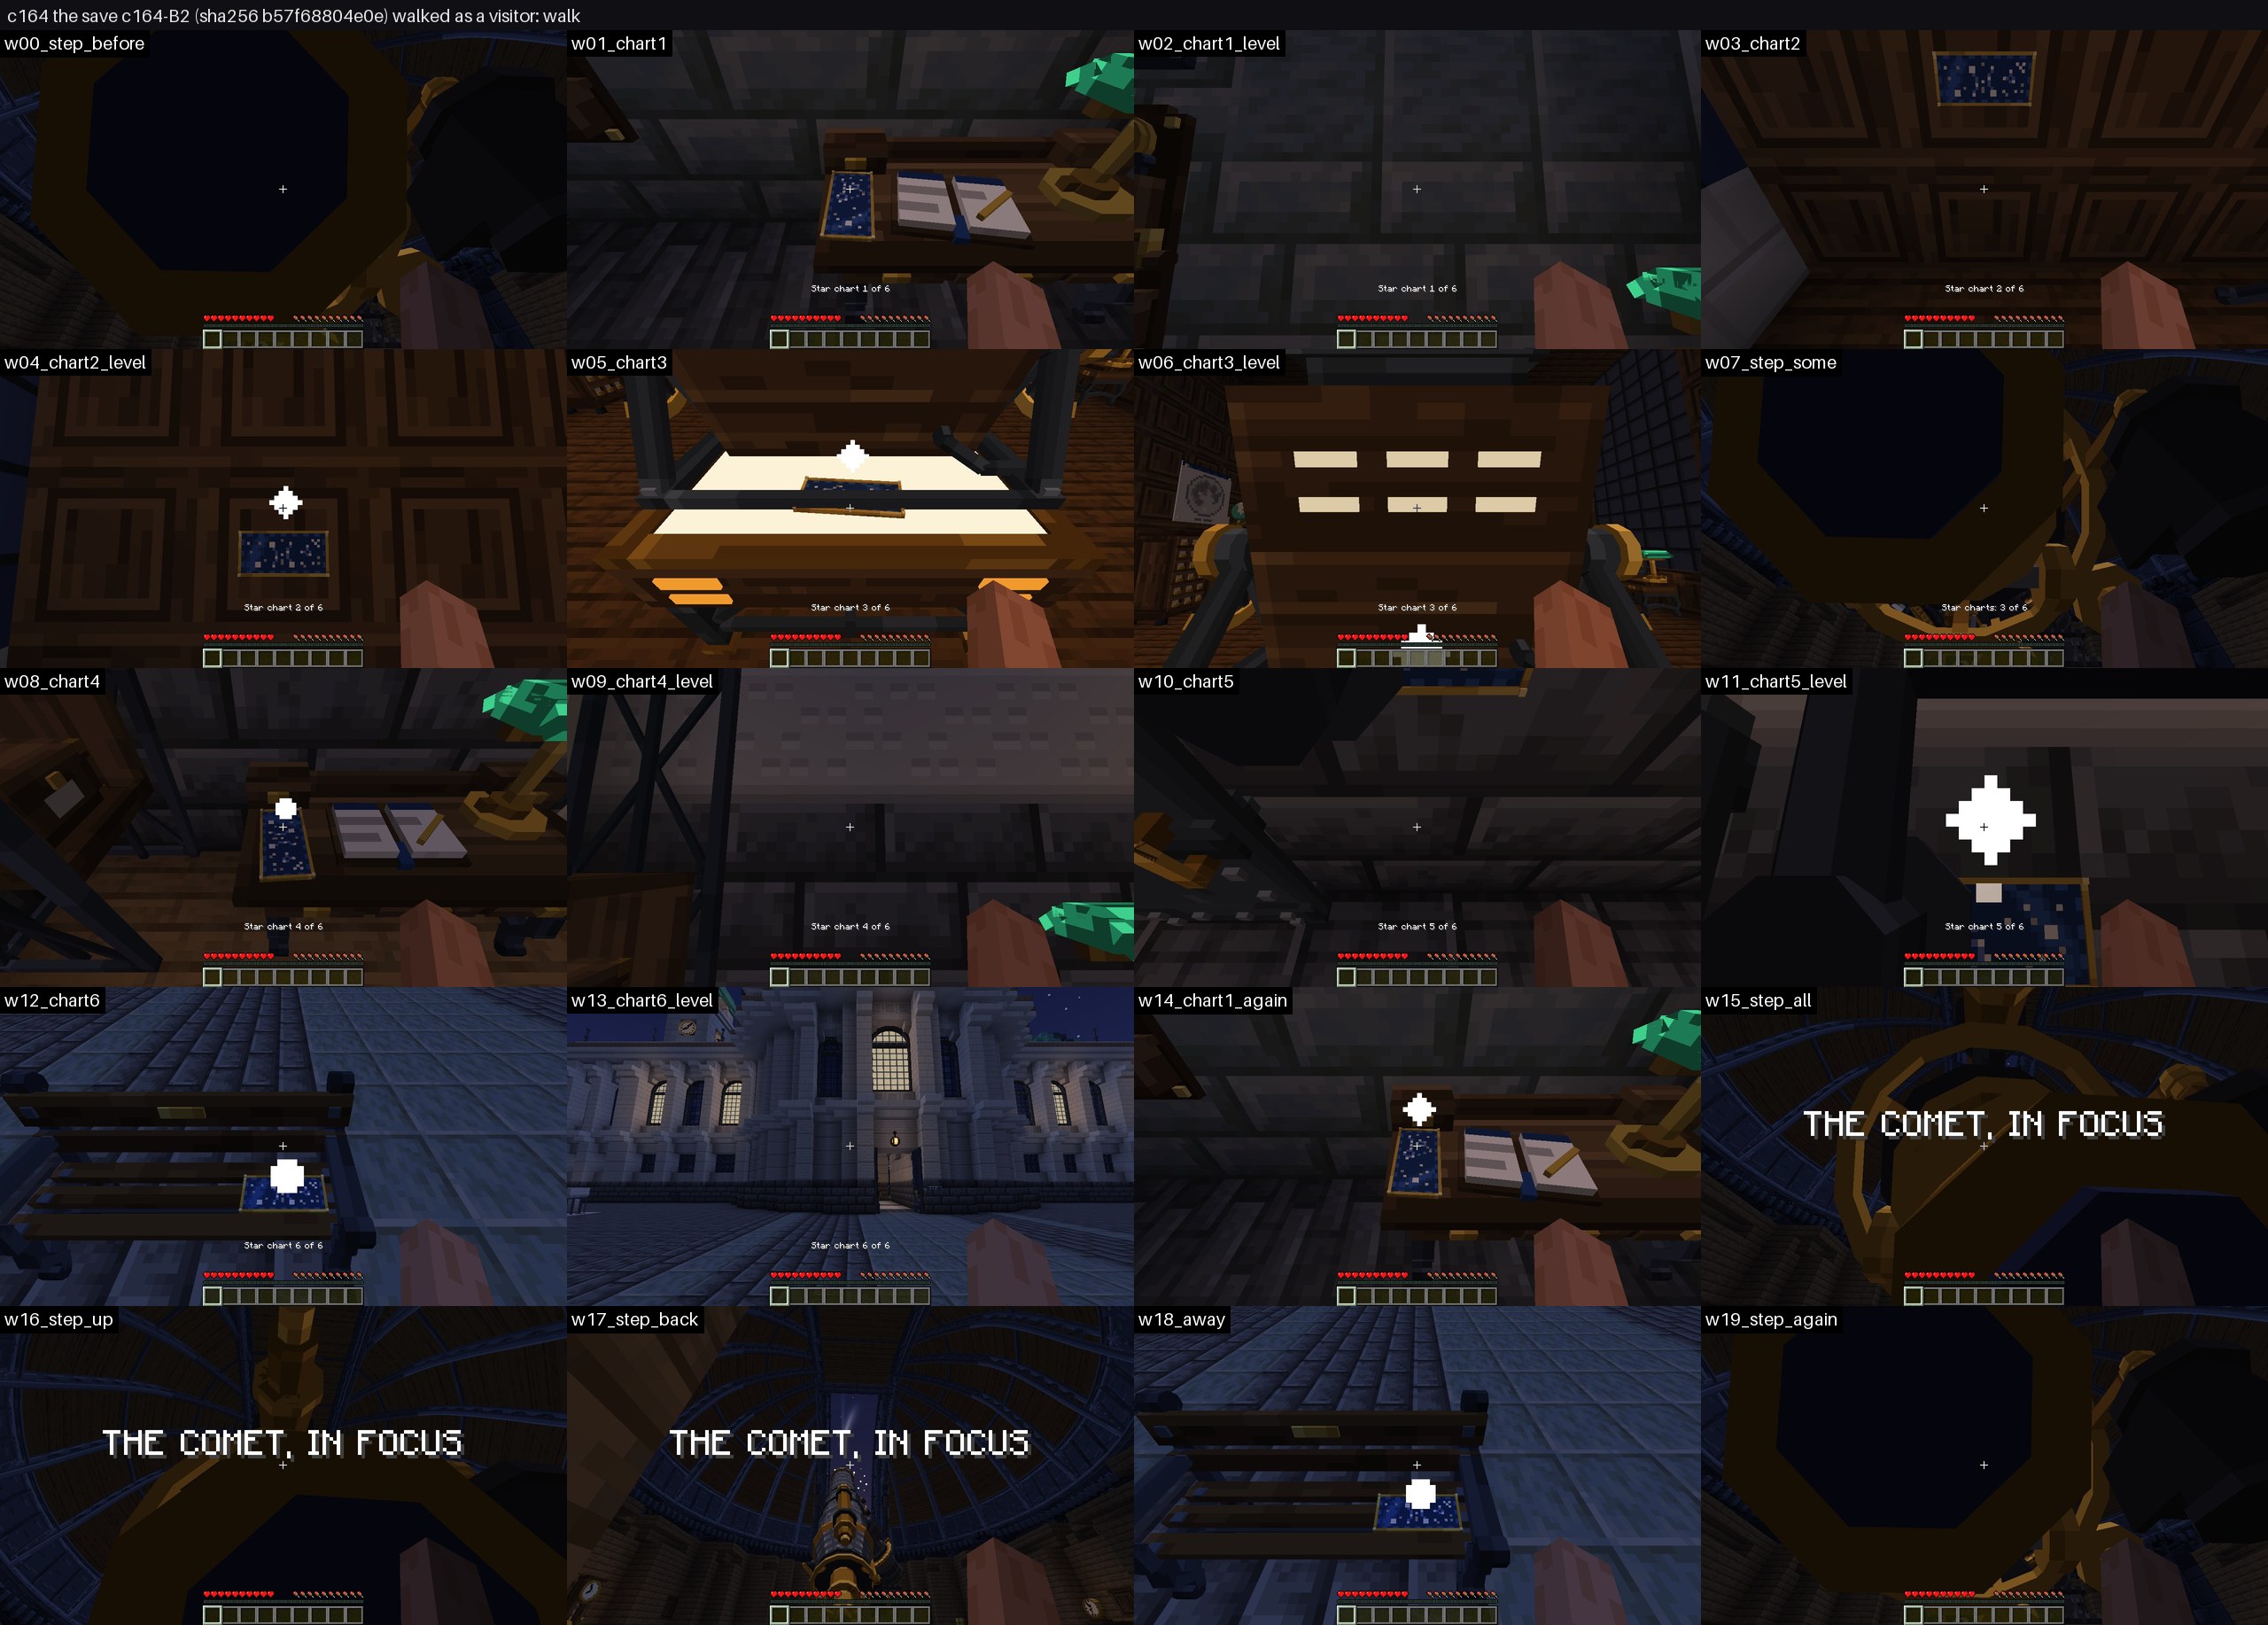 c164 the save c164-B2 (sha256 b57f68804e0e) walked as a visitor: walk
w00_step_before
w01_chart1
Star chart 1 of 6
w02_chart1_level
Star chart 1 of 6
w03_chart2
Star chart 2 of 6
w04_chart2_level
Star chart 2 of 6
w05_chart3
Star chart 3 of 6
w06_chart3_level
Star chart 3 of 6
w07_step_some
Star charts: 3 of 6
w08_chart4
Star chart 4 of 6
w09_chart4_level
Star chart 4 of 6
w10_chart5
Star chart 5 of 6
w11_chart5_level
Star chart 5 of 6
w12_chart6
Star chart 6 of 6
w13_chart6_level
Star chart 6 of 6
w14_chart1_again
w15_step_all
THE COMET, IN FOCUS
w16_step_up
THE COMET, IN FOCUS
w17_step_back
THE COMET, IN FOCUS
w18_away
w19_step_again